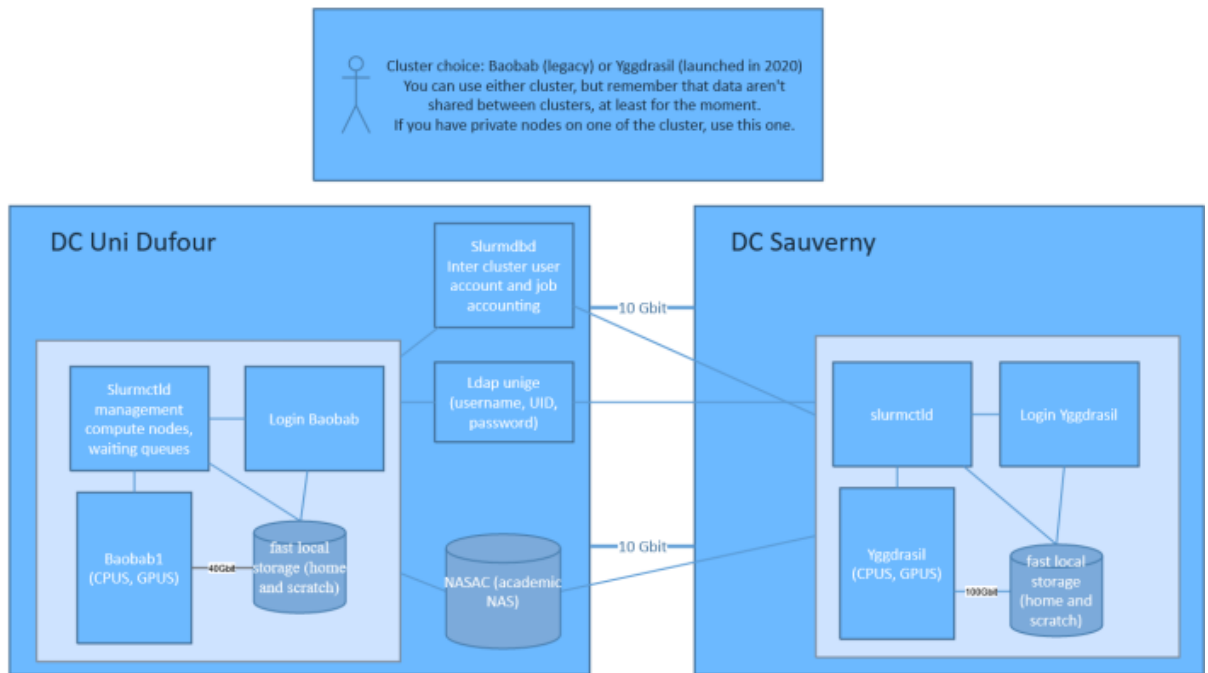 Cluster choice: Baobab (legacy) or Yggdrasil (launched in 2020)
You can use either cluster, but remember that data aren't
shared between clusters, at least for the moment.
If you have private nodes on one of the cluster, use this one.
DC Uni Dufour
Slurmdbd
Inter cluster user
account and job
accounting
Ldap unige
(username, UID,
password)
Slurmctld
management
compute nodes,
waiting queues
Login Baobab
Baobab1
(CPUS, GPUS)
40Gbit
fast local
storage (home
and scratch)
NASAC (academic
NAS)
10 Gbit
10 Gbit
DC Sauverny
slurmctld
Login Yggdrasil
Yggdrasil
(CPUS, GPUS)
100Gbit
fast local
storage
(home and
scratch)